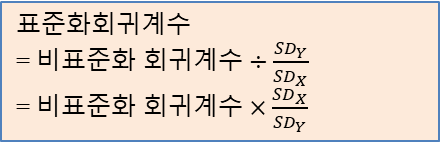 표준화회귀계수
= 비표준화 회귀계수 ÷ SD_Y/SD_X
= 비표준화 회귀계수 × SD_X/SD_Y